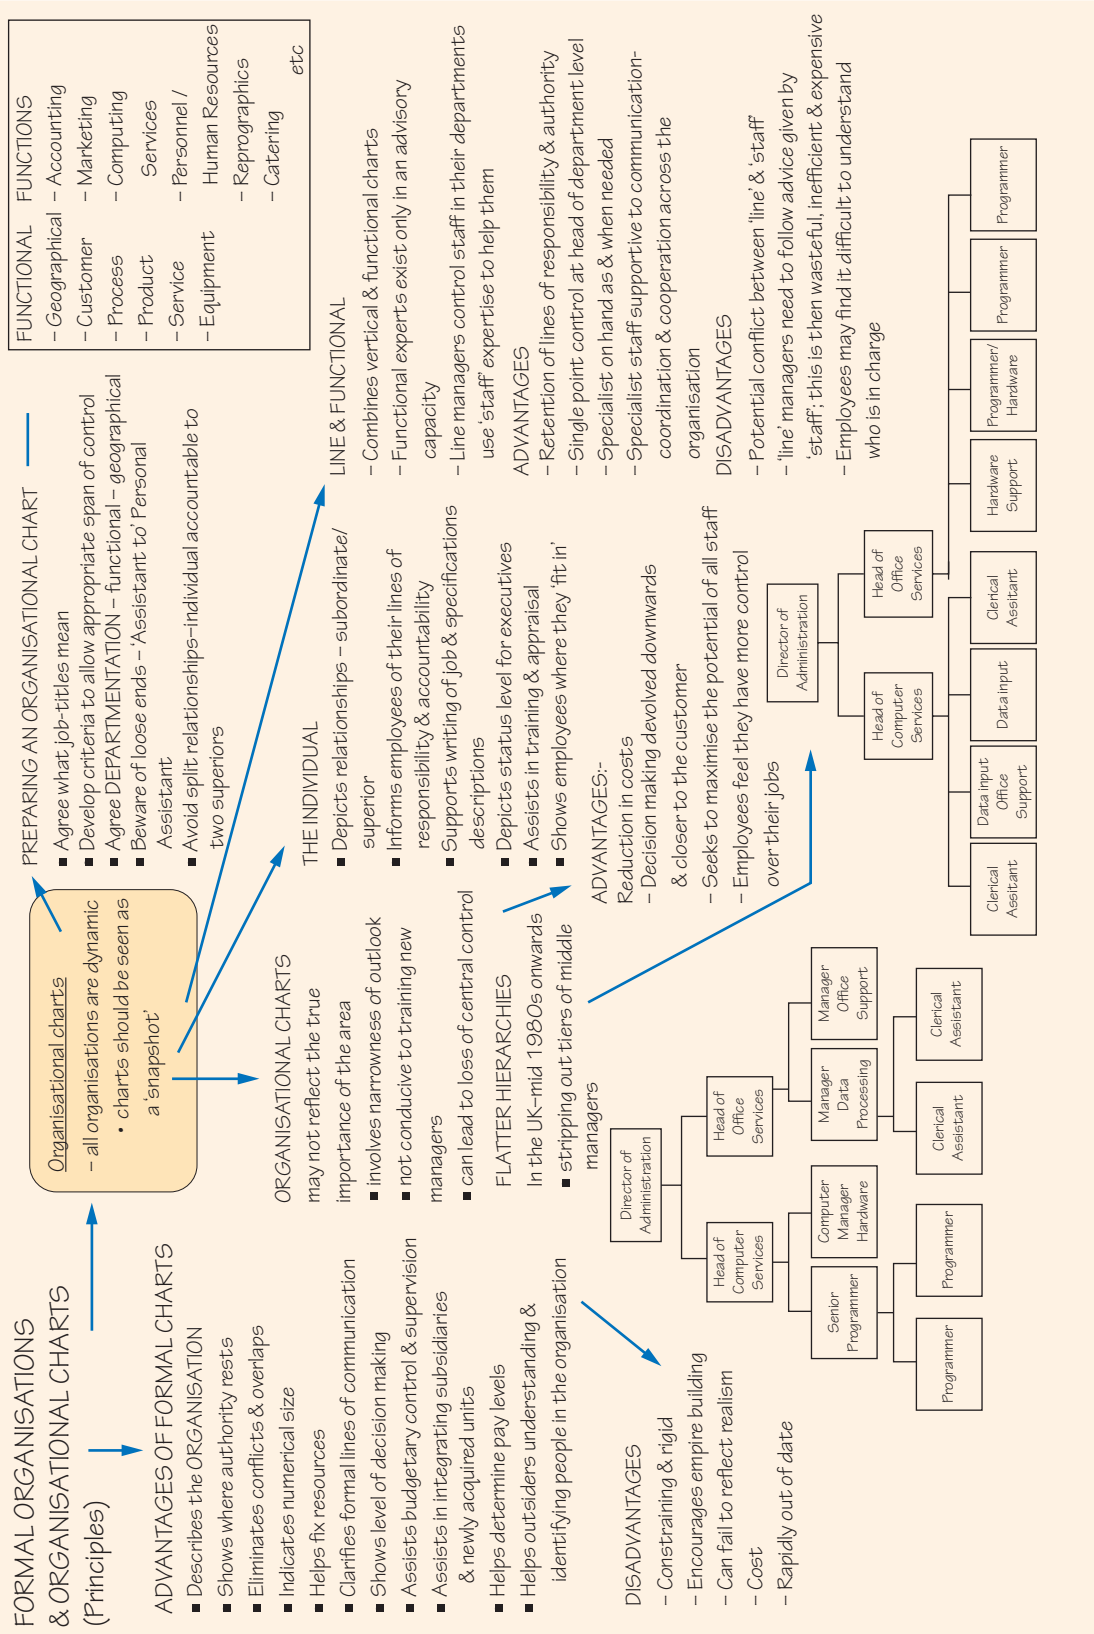 FORMAL ORGANISATIONS
& ORGANISATIONAL CHARTS
(Principles)
ADVANTAGES OF FORMAL CHARTS
■ Describes the ORGANISATION
■ Shows where authority rests
■ Eliminates conflicts & overlaps
■ Indicates numerical size
■ Helps fix resources
■ Clarifies formal lines of communication
■ Shows level of decision making
■ Assists budgetary control & supervision
■ Assists in integrating subsidiaries
& newly acquired units
■ Helps determine pay levels
■ Helps outsiders understanding &
identifying people in the organisation
DISADVANTAGES
– Constraining & rigid
– Encourages empire building
– Can fail to reflect realism
– Cost
– Rapidly out of date
Organisational charts
– all organisations are dynamic
• charts should be seen as
a ‘snapshot’
ORGANISATIONAL CHARTS
may not reflect the true
importance of the area
■ involves narrowness of outlook
■ not conducive to training new
managers
■ can lead to loss of central control
FLATTER HIERARCHIES
In the UK–mid 1980s onwards
■ stripping out tiers of middle
managers
Director of
Administration
Head of
Computer
Services
Head of
Office
Services
Senior
Programmer
Computer
Manager
Hardware
Manager
Data
Processing
Manager
Office
Support
Programmer
Programmer
Clerical
Assistant
Clerical
Assistant
PREPARING AN ORGANISATIONAL CHART
■ Agree what job-titles mean
■ Develop criteria to allow appropriate span of control
■ Agree DEPARTMENTATION – functional – geographical
■ Beware of loose ends – ‘Assistant to’ Personal
Assistant
■ Avoid split relationships–individual accountable to
two superiors
THE INDIVIDUAL
■ Depicts relationships – subordinate/
superior
■ Informs employees of their lines of
responsibility & accountability
■ Supports writing of job & specifications
descriptions
■ Depicts status level for executives
■ Assists in training & appraisal
■ Shows employees where they ‘fit in’
ADVANTAGES:-
Reduction in costs
– Decision making devolved downwards
& closer to the customer
– Seeks to maximise the potential of all staff
– Employees feel they have more control
over their jobs
FUNCTIONAL
– Geographical
– Customer
– Process
– Product
– Service
– Equipment
FUNCTIONS
– Accounting
– Marketing
– Computing
Services
– Personnel /
Human Resources
– Reprographics
– Catering
etc
LINE & FUNCTIONAL
– Combines vertical & functional charts
– Functional experts exist only in an advisory
capacity
– Line managers control staff in their departments
use ‘staff’ expertise to help them
ADVANTAGES
– Retention of lines of responsibility & authority
– Single point control at head of department level
– Specialist on hand as & when needed
– Specialist staff supportive to communication-
coordination & cooperation across the
organisation
DISADVANTAGES
– Potential conflict between ‘line’ & ‘staff
– ‘line’ managers need to follow advice given by
‘staff’; this is then wasteful, inefficient & expensive
– Employees may find it difficult to understand
who is in charge
Director of
Administration
Head of
Computer
Services
Head of
Office
Services
Clerical
Assitant
Data input
Office
Support
Data input
Clerical
Assitant
Hardware
Support
Programmer/
Hardware
Programmer
Programmer